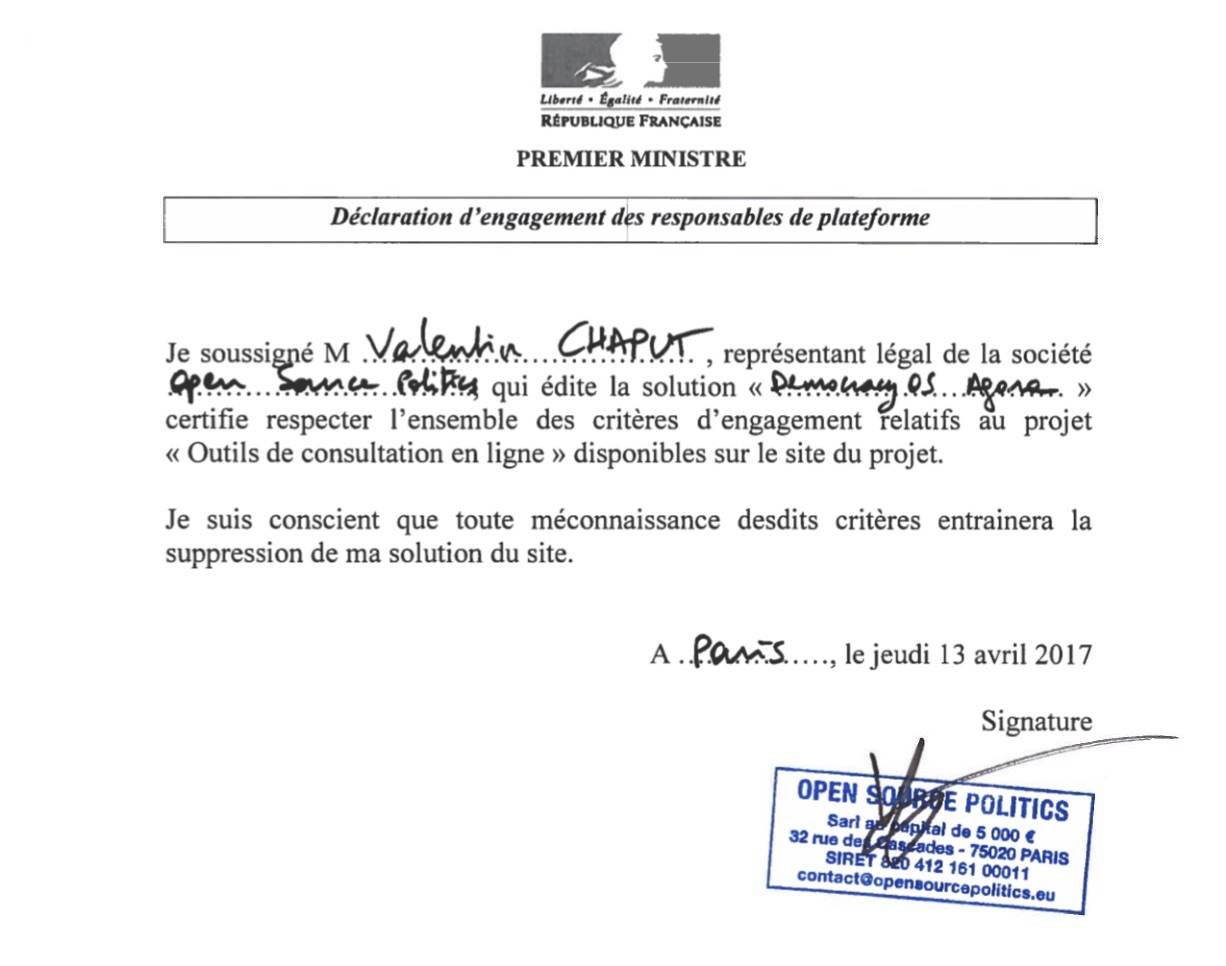 Liberté • Égalité • Fraternité
RÉPUBLIQUE FRANÇAISE
PREMIER MINISTRE
Déclaration d'engagement des responsables de plateforme
Je soussigné M Valentin CHAPUT, représentant légal de la société
Open Source Politics qui édite la solution « Democracy OS Agora »
certifie respecter l'ensemble des critères d'engagement relatifs au projet
« Outils de consultation en ligne » disponibles sur le site du projet.
Je suis conscient que toute méconnaissance desdits critères entrainera la
suppression de ma solution du site.
A Paris, le jeudi 13 avril 2017
Signature
OPEN SOURCE POLITICS
Sarl au capital de 5 000 €
32 rue des Cascades - 75020 PARIS
SIRET 820 412 161 00011
contact@opensourcepolitics.eu